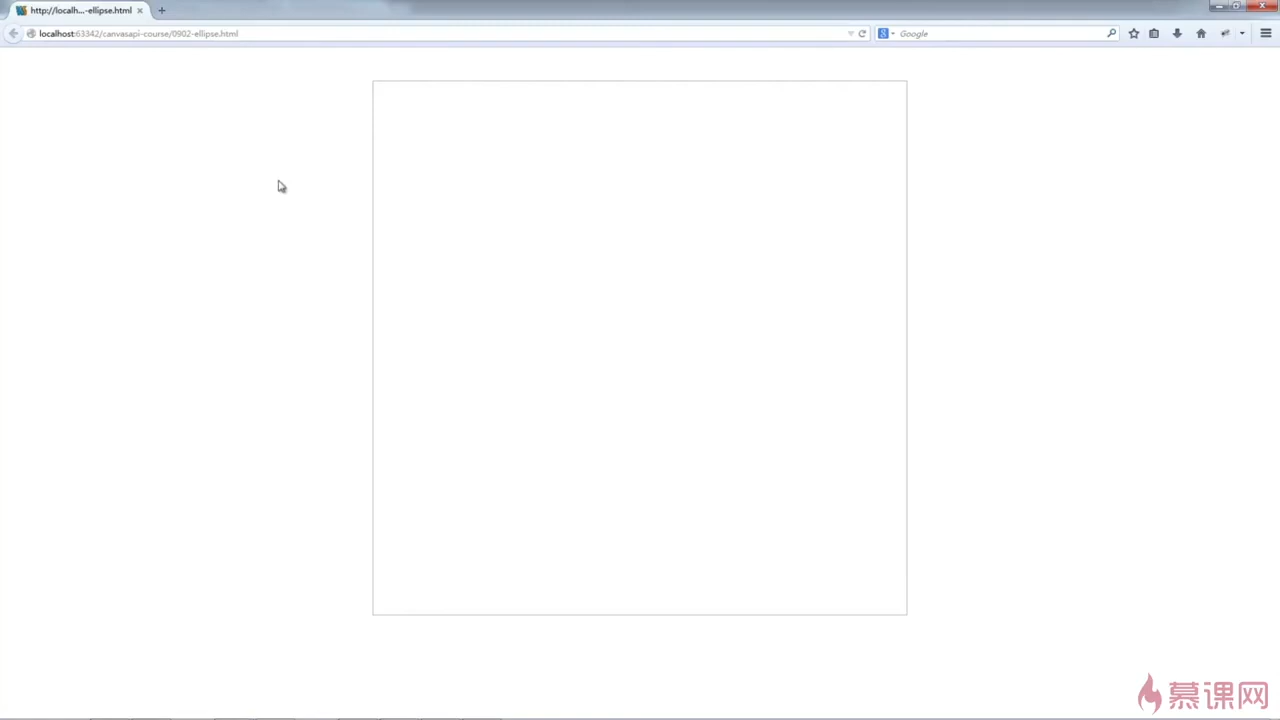 http://localh...-ellipse.html
localhost:63342/canvasapi-course/0902-ellipse.html
Google
慕课网